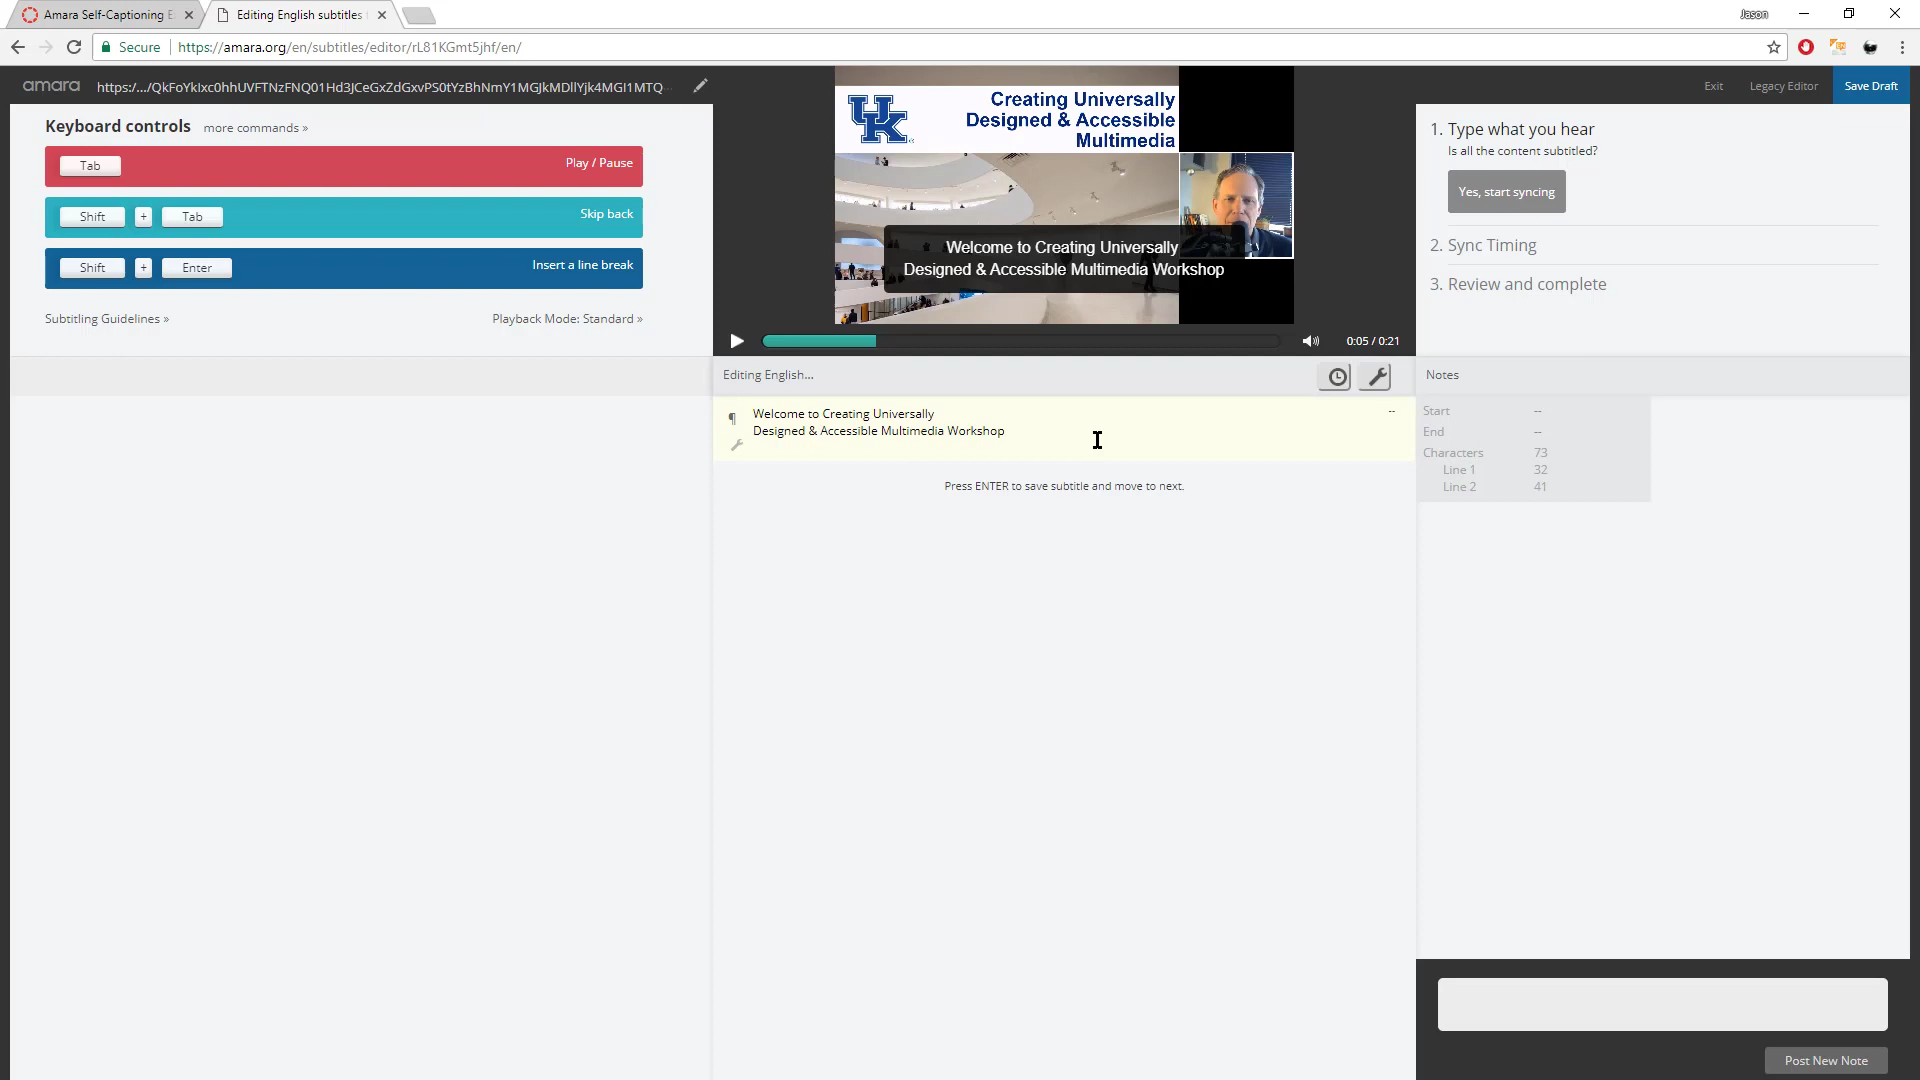 Amara Self-Captioning E
Editing English subtitles
Jason
Secure
https://amara.org/en/subtitles/editor/rL81KGmt5jhf/en/
amara
https:/.../QkFoYkIxc0hhUVFTNzFNQ01Hd3JCeGxZdGxvPS0tYzBhNmY1MGJkMDllYjk4MGI1MTQ
Exit
Legacy Editor
Save Draft
Keyboard controls
more commands »
Tab
Play / Pause
Shift + Tab
Skip back
Shift + Enter
Insert a line break
Subtitling Guidelines »
Playback Mode: Standard »
UK
Creating Universally
Designed & Accessible
Multimedia
Welcome to Creating Universally
Designed & Accessible Multimedia Workshop
0:05 / 0:21
1. Type what you hear
Is all the content subtitled?
Yes, start syncing
2. Sync Timing
3. Review and complete
Editing English...
¶ Welcome to Creating Universally
Designed & Accessible Multimedia Workshop
--
Press ENTER to save subtitle and move to next.
Notes
Start --
End --
Characters 73
Line 1 32
Line 2 41
Post New Note